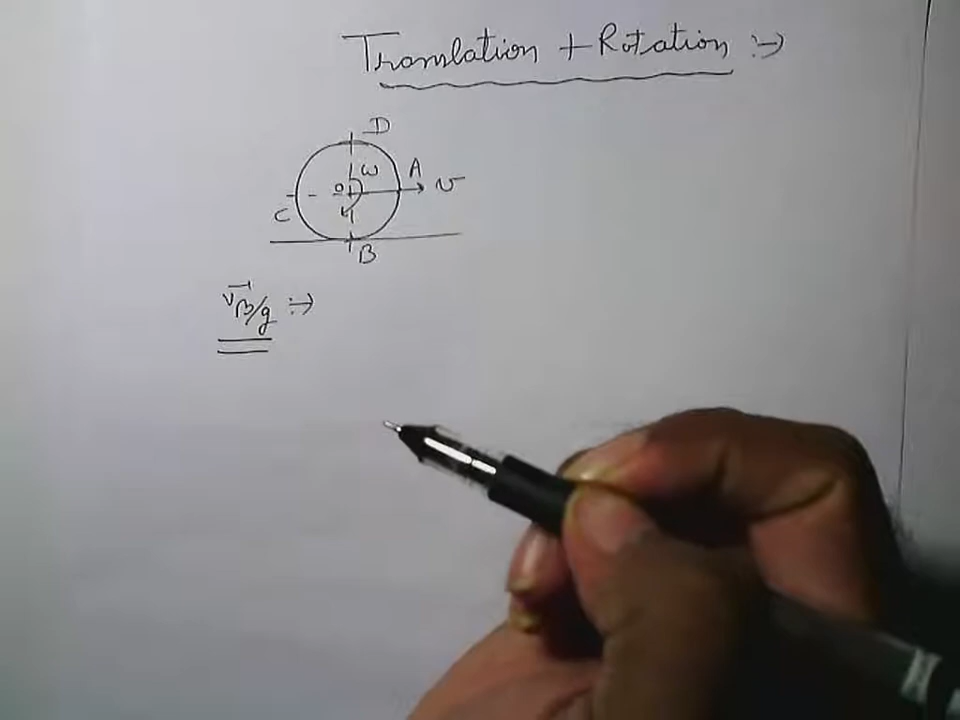 Translation + Rotation :→
D
ω
A
v
O
C
B
v⃗B/g :→